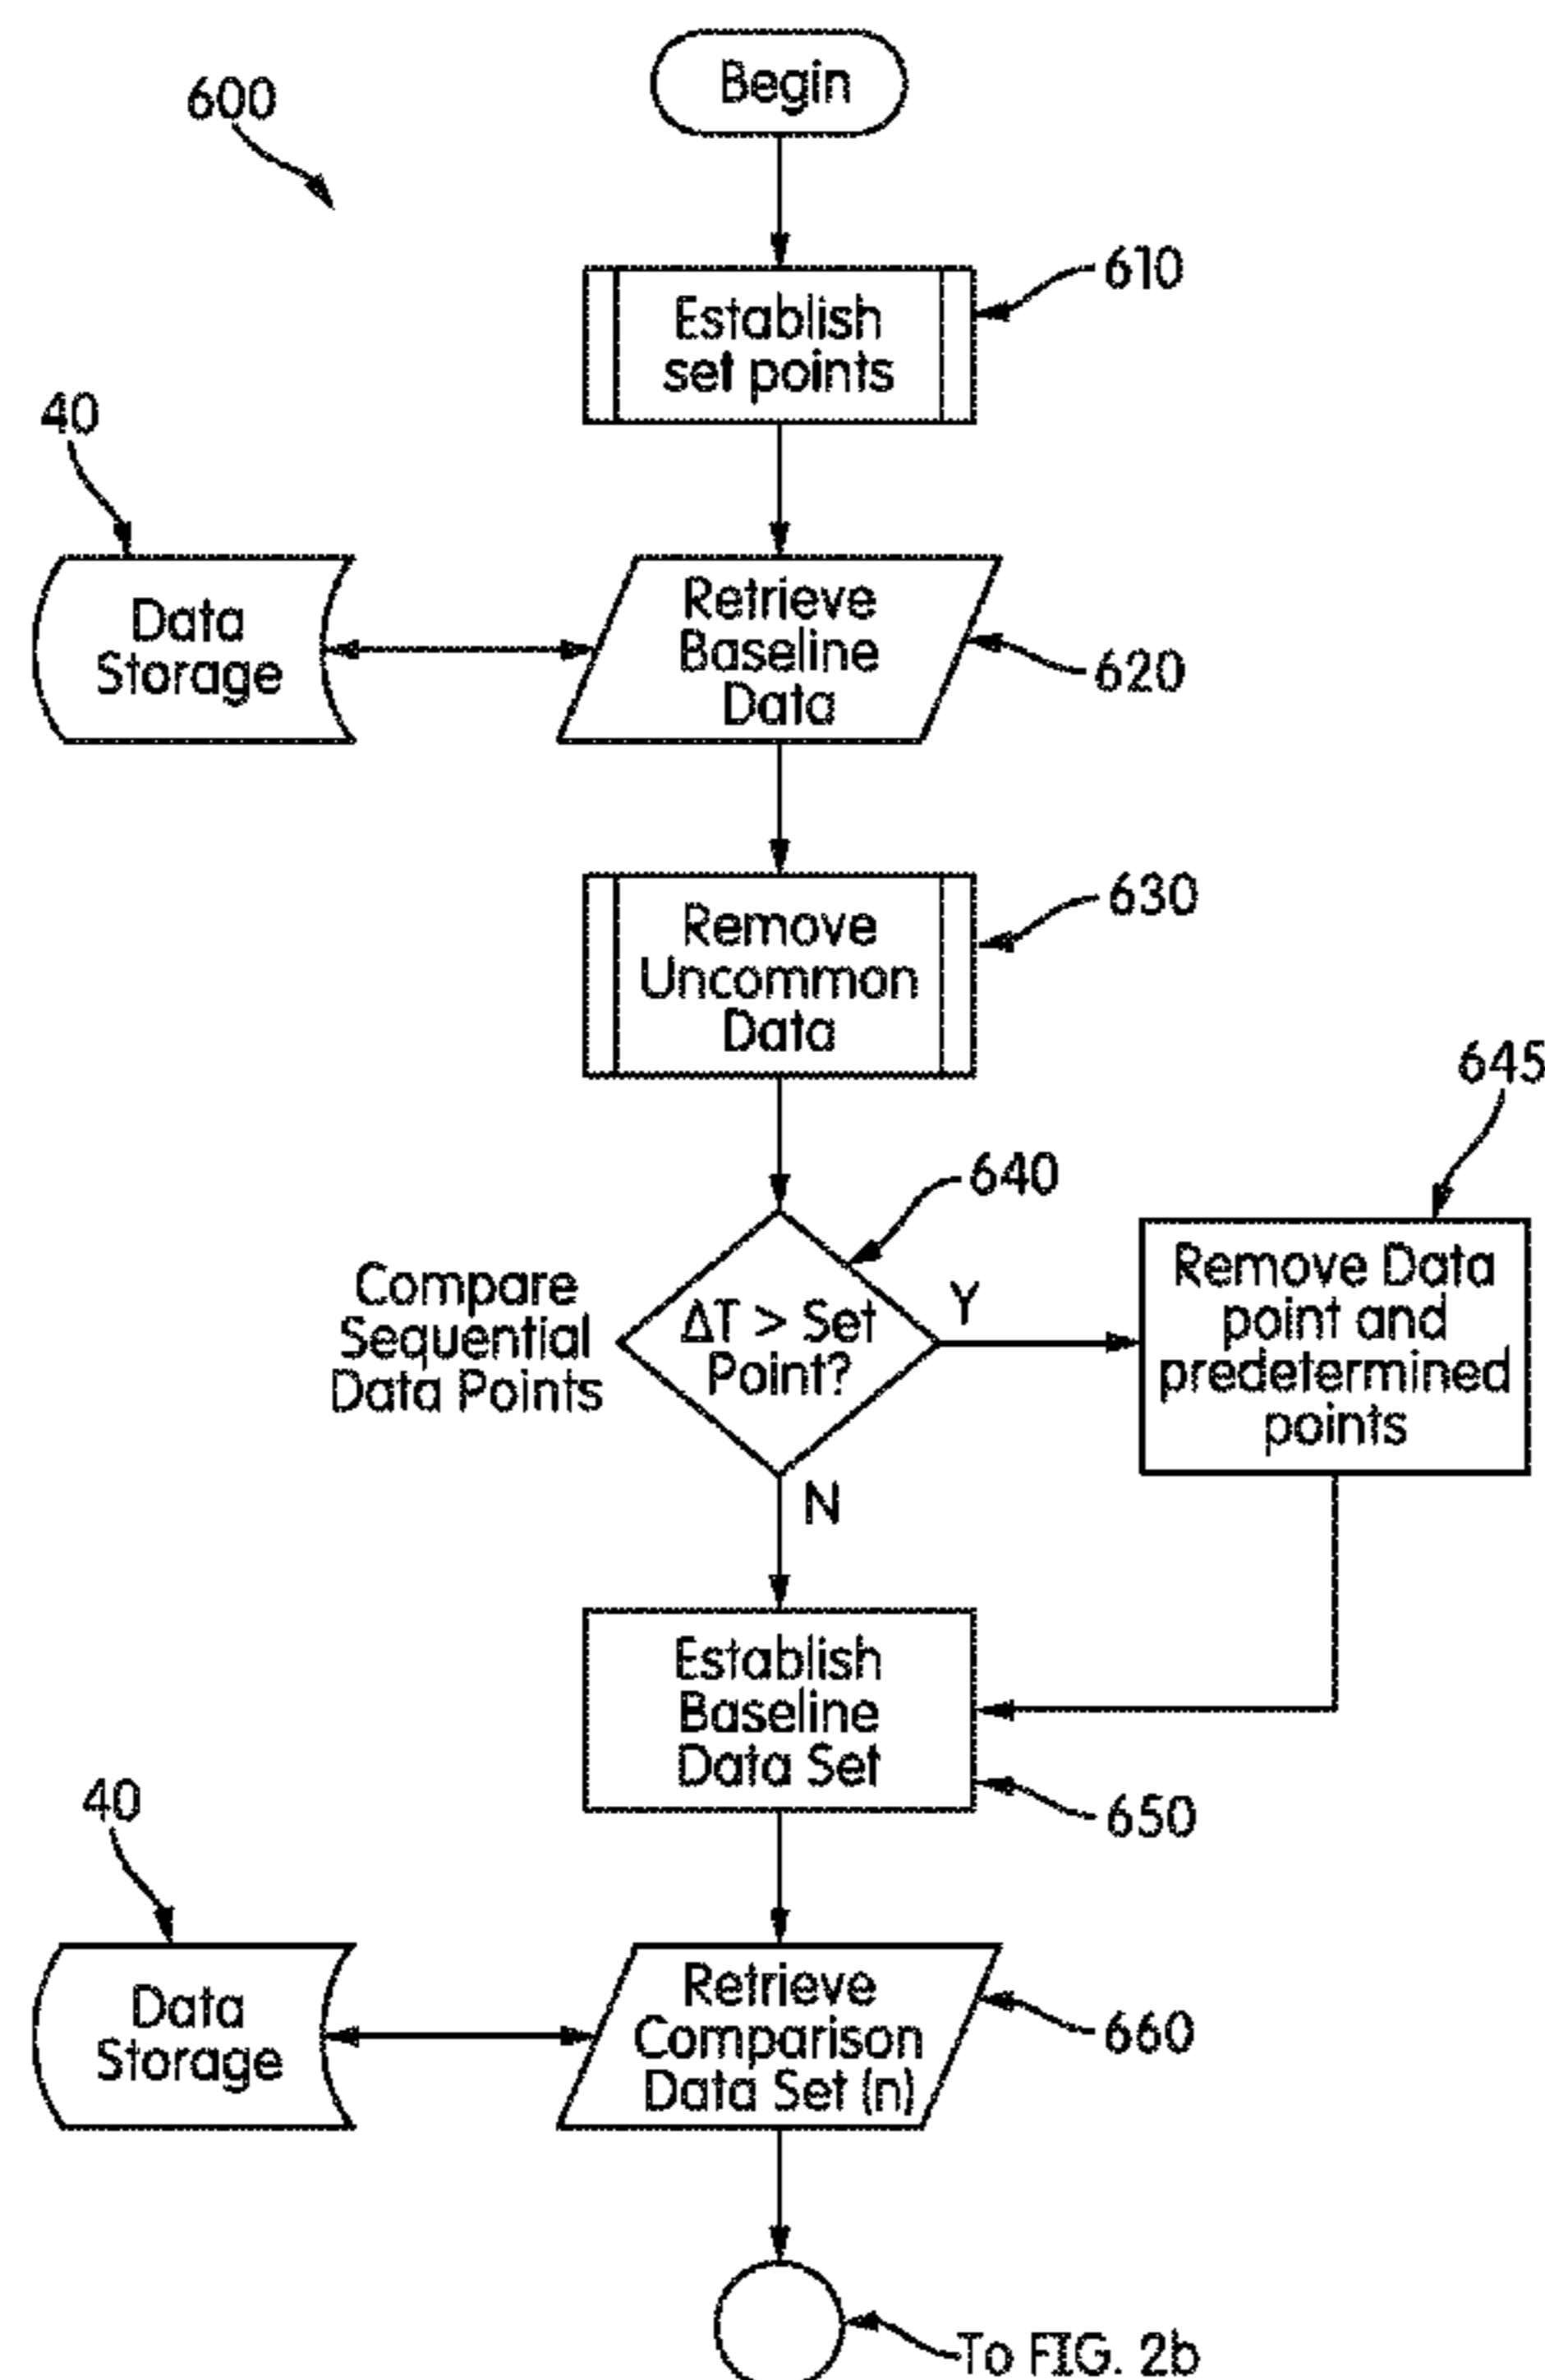 Begin
600
610
Establish
set points
40
Data
Storage
Retrieve
Baseline
Data
620
630
Remove
Uncommon
Data
645
640
Compare
Sequential
Data Points
ΔT > Set
Point?
Y
Remove Data
point and
predetermined
points
N
Establish
Baseline
Data Set
650
40
Data
Storage
Retrieve
Comparison
Data Set (n)
660
To FIG. 2b